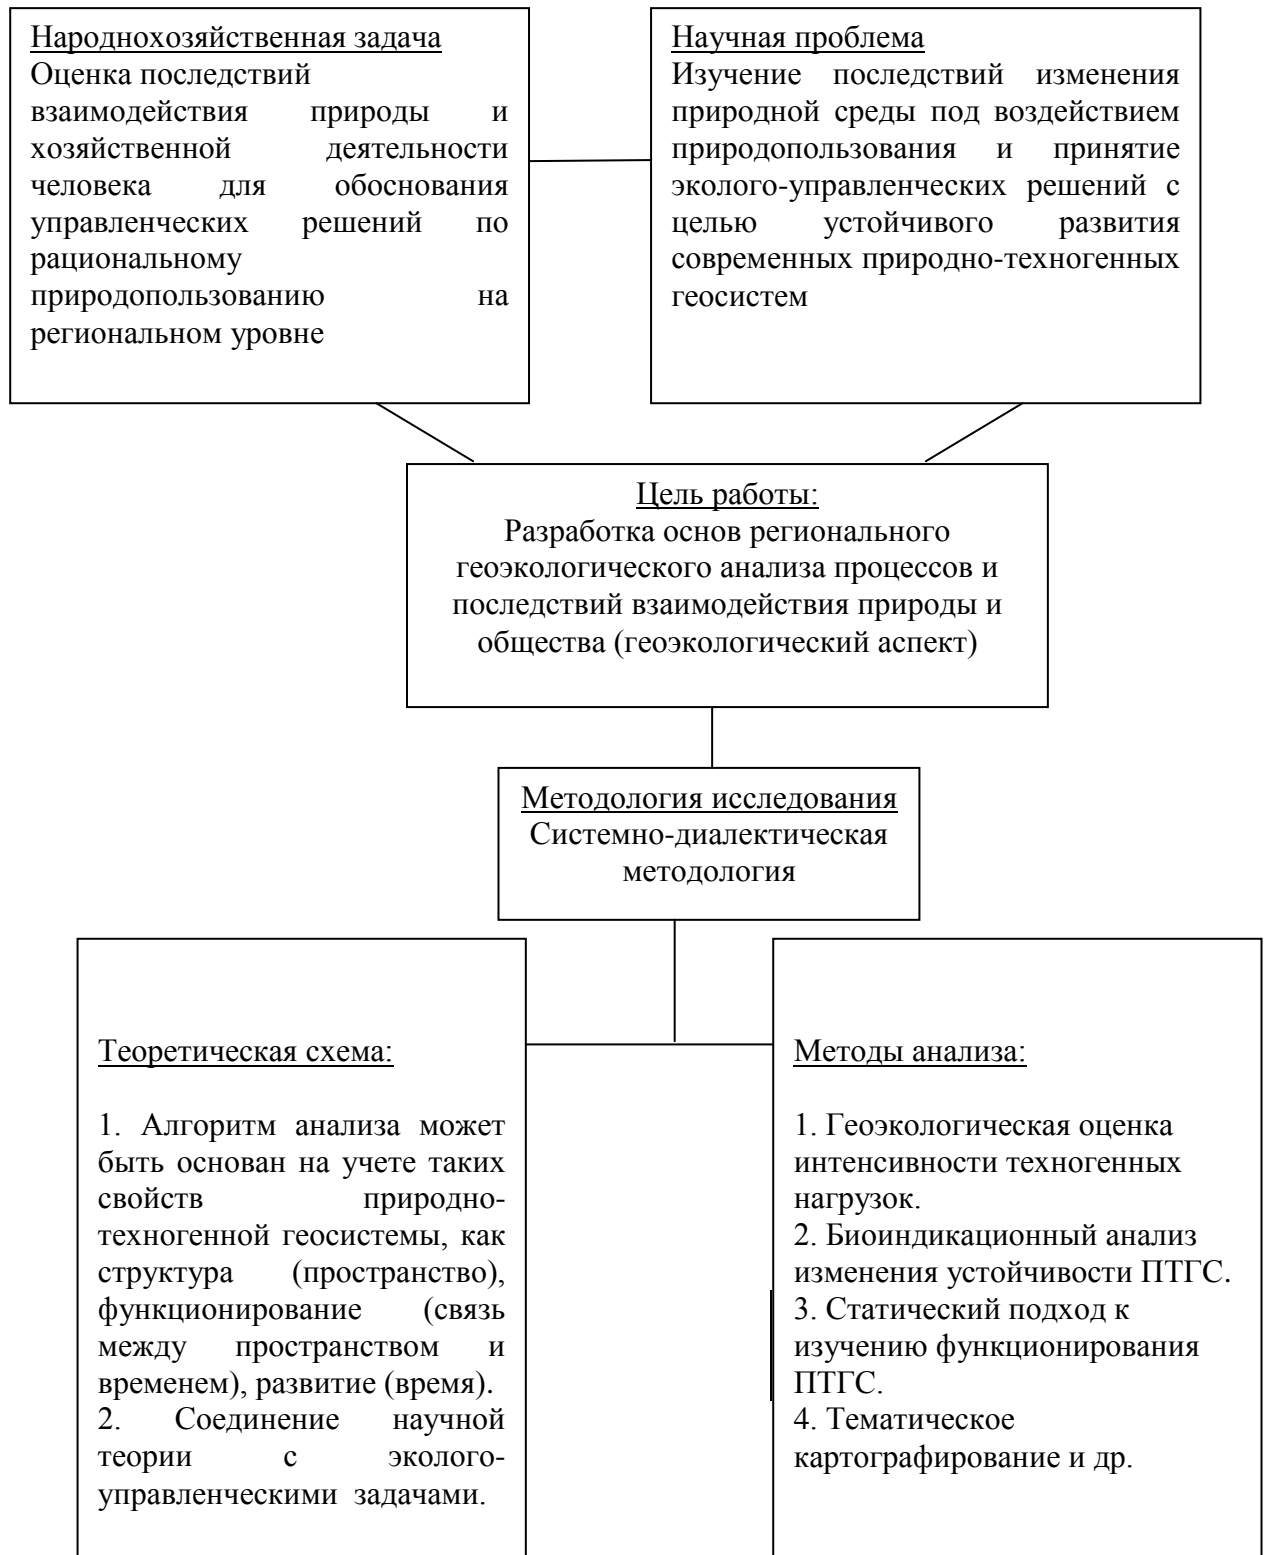 Народнохозяйственная задача
Оценка последствий
взаимодействия природы и
хозяйственной деятельности
человека для обоснования
управленческих решений по
рациональному
природопользованию на
региональном уровне
Научная проблема
Изучение последствий изменения
природной среды под воздействием
природопользования и принятие
эколого-управленческих решений с
целью устойчивого развития
современных природно-техногенных
геосистем
Цель работы:
Разработка основ регионального
геоэкологического анализа процессов и
последствий взаимодействия природы и
общества (геоэкологический аспект)
Методология исследования
Системно-диалектическая
методология
Теоретическая схема:
1. Алгоритм анализа может
быть основан на учете таких
свойств природно-
техногенной геосистемы, как
структура (пространство),
функционирование (связь
между пространством и
временем), развитие (время).
2. Соединение научной
теории с эколого-
управленческими задачами.
Методы анализа:
1. Геоэкологическая оценка
интенсивности техногенных
нагрузок.
2. Биоиндикационный анализ
изменения устойчивости ПТГС.
3. Статический подход к
изучению функционирования
ПТГС.
4. Тематическое
картографирование и др.